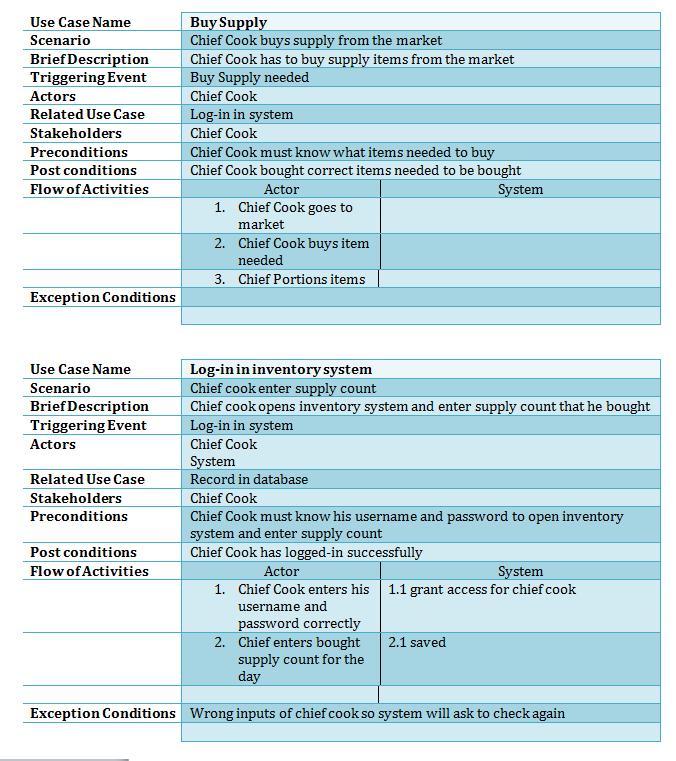 Use Case Name Buy Supply
Scenario Chief Cook buys supply from the market
Brief Description Chief Cook has to buy supply items from the market
Triggering Event Buy Supply needed
Actors Chief Cook
Related Use Case Log-in in system
Stakeholders Chief Cook
Preconditions Chief Cook must know what items needed to buy
Post conditions Chief Cook bought correct items needed to be bought
Flow of Activities Actor System
1. Chief Cook goes to
market
2. Chief Cook buys item
needed
3. Chief Portions items
Exception Conditions
Use Case Name Log-in in inventory system
Scenario Chief cook enter supply count
Brief Description Chief cook opens inventory system and enter supply count that he bought
Triggering Event Log-in in system
Actors Chief Cook
System
Related Use Case Record in database
Stakeholders Chief Cook
Preconditions Chief Cook must know his username and password to open inventory
system and enter supply count
Post conditions Chief Cook has logged-in successfully
Flow of Activities Actor System
1. Chief Cook enters his 1.1 grant access for chief cook
username and
password correctly
2. Chief enters bought 2.1 saved
supply count for the
day
Exception Conditions Wrong inputs of chief cook so system will ask to check again